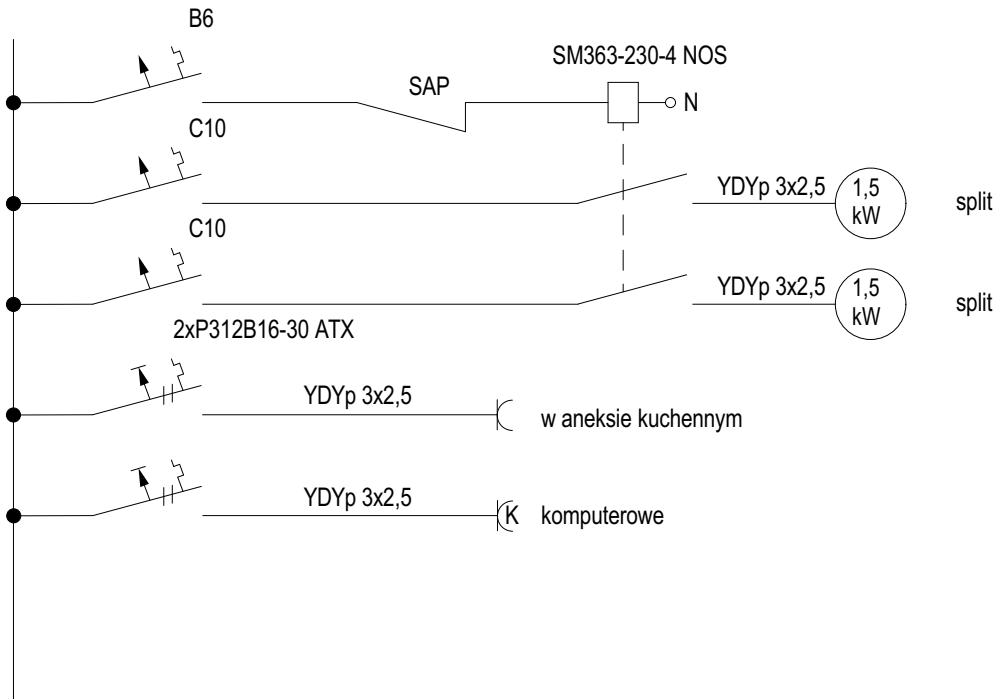 B6
SM363-230-4 NOS
SAP
N
C10
YDYp 3x2,5
1,5
kW
split
C10
YDYp 3x2,5
1,5
kW
split
2xP312B16-30 ATX
YDYp 3x2,5
w aneksie kuchennym
YDYp 3x2,5
K
komputerowe